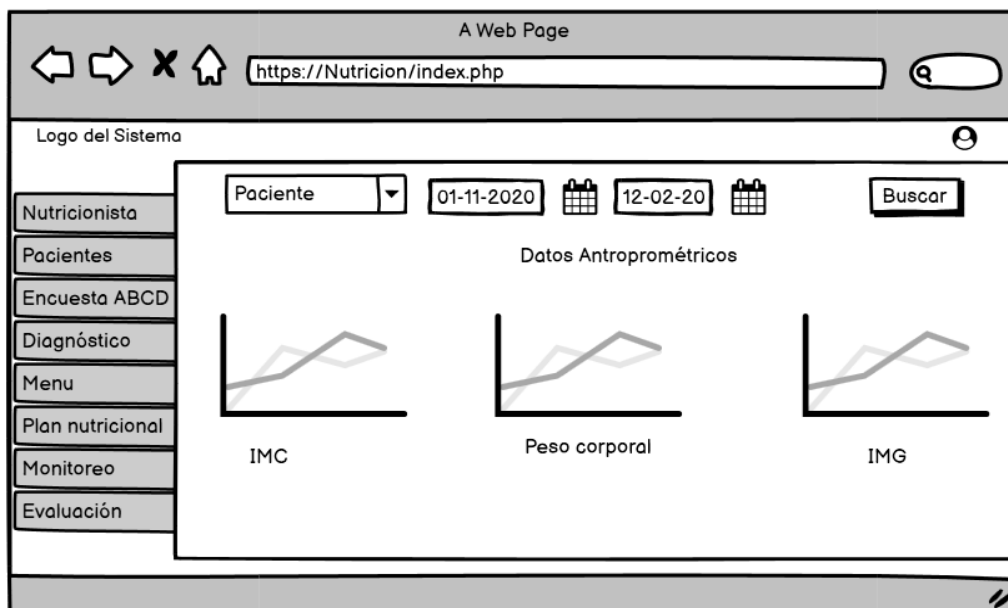 A Web Page
https://Nutricion/index.php
Logo del Sistema
Paciente
01-11-2020
12-02-20
Buscar
Nutricionista
Pacientes
Encuesta ABCD
Diagnóstico
Menu
Plan nutricional
Monitoreo
Evaluación
Datos Antroprométricos
IMC
Peso corporal
IMG